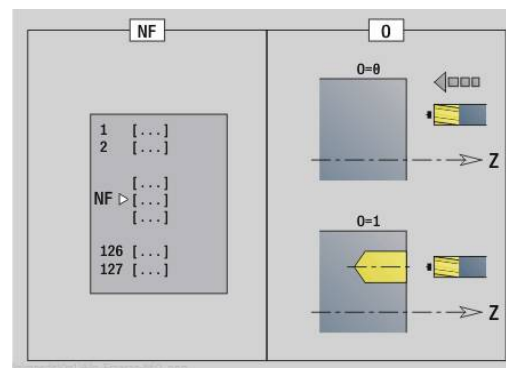 NF
1 [...]
2 [...]
[...]
NF [...]
[...]
126 [...]
127 [...]
O
O=0
Z
O=1
Z